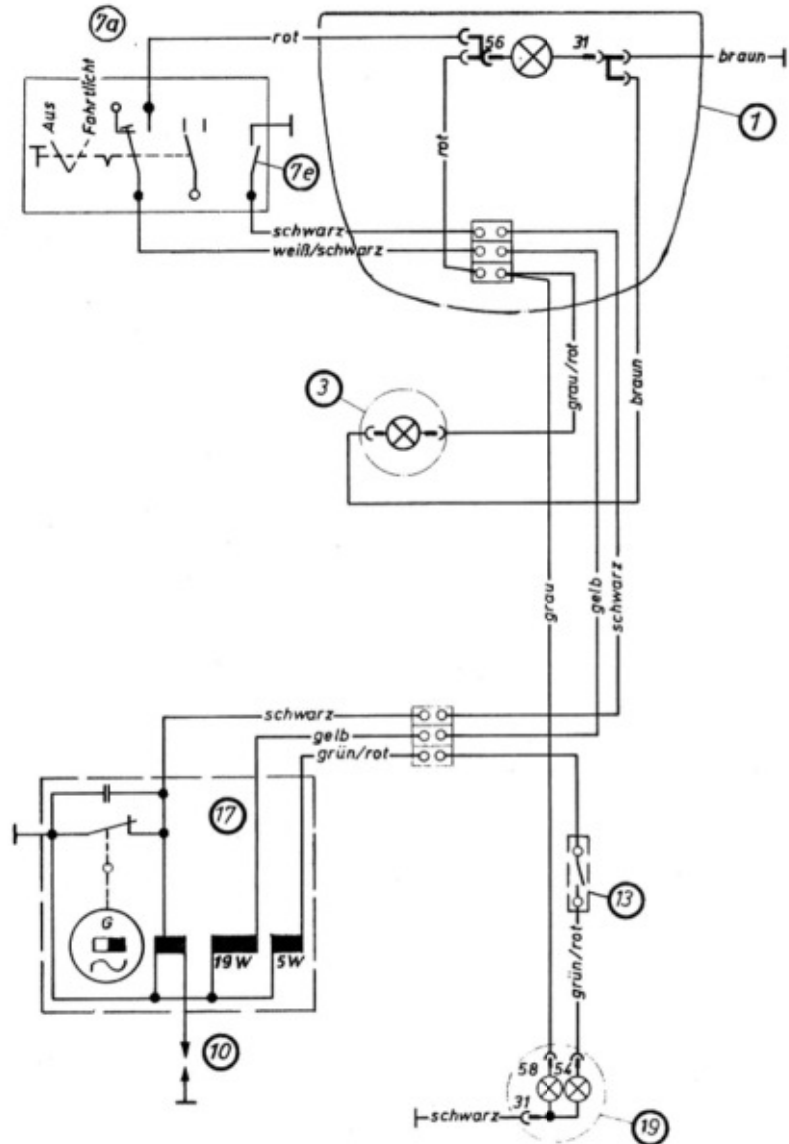 7a
rot
56
31
braun
1
Aus
Fahrtlicht
rot
7e
schwarz
weiß/schwarz
3
grau/rot
braun
grau
gelb
schwarz
schwarz
gelb
grün/rot
17
13
G
19W
5W
grün/rot
10
58
54
31
schwarz
19